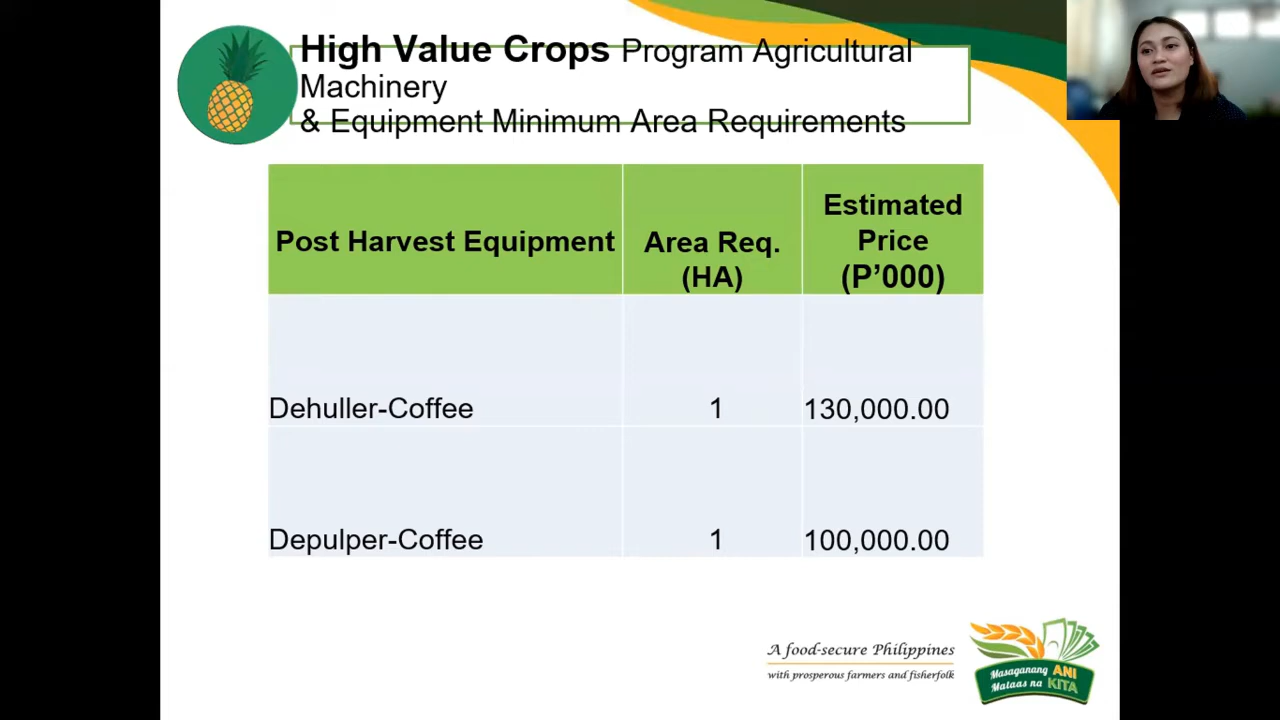 High Value Crops Program Agricultural
Machinery
& Equipment Minimum Area Requirements
Post Harvest Equipment
Area Req.
(HA)
Estimated
Price
(P’000)
Dehuller-Coffee 1 130,000.00
Depulper-Coffee 1 100,000.00
A food-secure Philippines
with prosperous farmers and fisherfolk
Masaganang ANI
Mataas na KITA